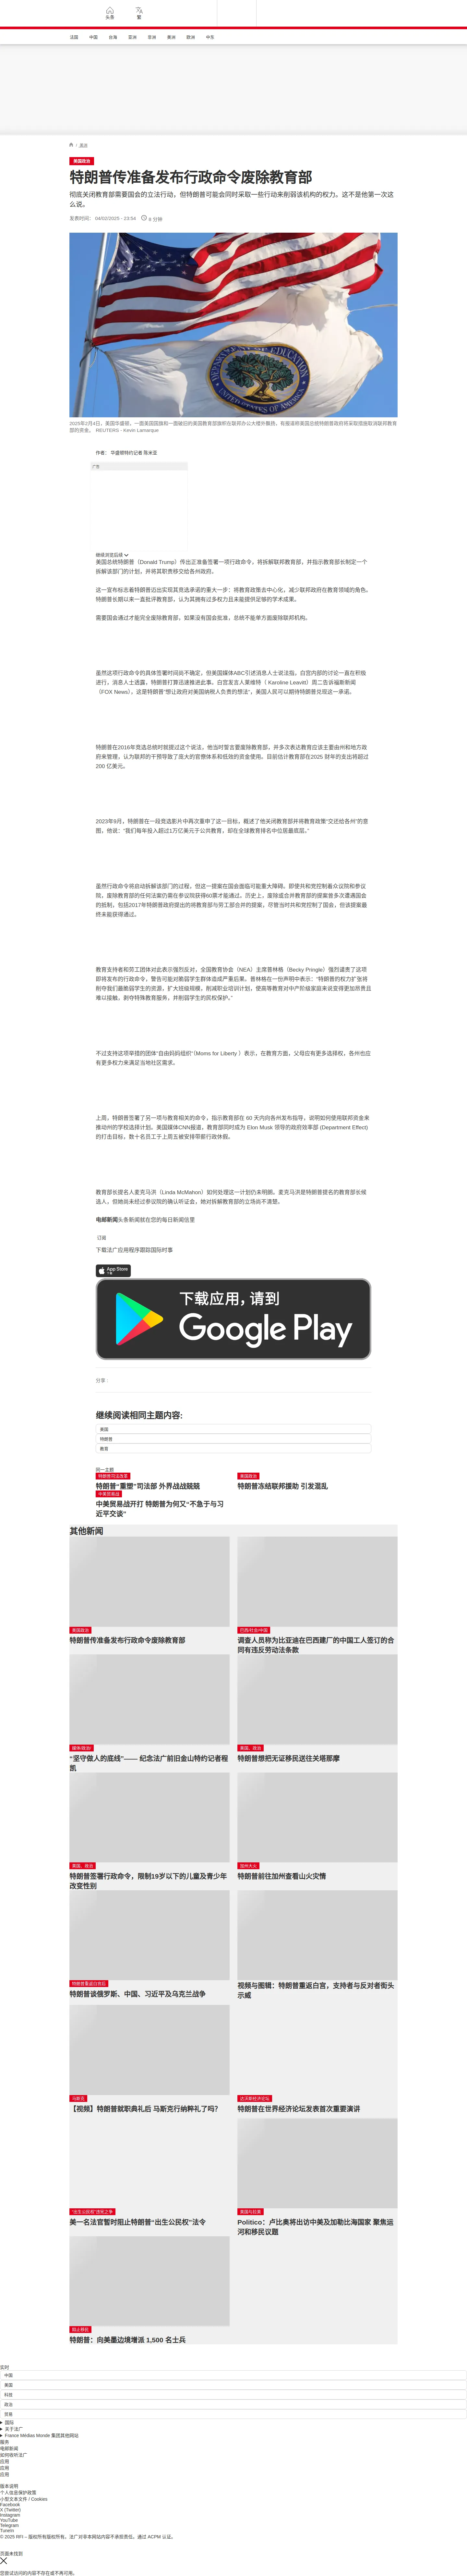 头条
繁
法国
中国
台海
亚洲
非洲
美洲
欧洲
中东
/ 美洲
美国政治
特朗普传准备发布行政命令废除教育部
彻底关闭教育部需要国会的立法行动，但特朗普可能会同时采取一些行动来削弱该机构的权力。这不是他第一次这
么说。
发表时间： 04/02/2025 - 23:54 6 分钟
2025年2月4日，美国华盛顿，一面美国国旗和一面破旧的美国教育部旗帜在联邦办公大楼外飘扬，有报道称美国总统特朗普政府将采取措施取消联邦教育
部的资金。 REUTERS - Kevin Lamarque
作者： 华盛顿特约记者 陈未亚
广告
继续浏览后续
美国总统特朗普（Donald Trump）传出正准备签署一项行政命令，将拆解联邦教育部，并指示教育部长制定一个
拆解该部门的计划，并将其职责移交给各州政府。
这一宣布标志着特朗普迈出实现其竞选承诺的重大一步：将教育政策去中心化，减少联邦政府在教育领域的角色。
特朗普长期以来一直批评教育部，认为其拥有过多权力且未能提供足够的学术成果。
需要国会通过才能完全废除教育部，如果没有国会批准，总统不能单方面废除联邦机构。
虽然这项行政命令的具体签署时间尚不确定，但美国媒体ABC引述消息人士说法指，白宫内部的讨论一直在积极
进行。消息人士透露，特朗普打算迅速推进此事。白宫发言人莱维特（ Karoline Leavitt）周二告诉福斯新闻
（FOX News），这是特朗普“想让政府对美国纳税人负责的想法”，美国人民可以期待特朗普兑现这一承诺。
特朗普在2016年竞选总统时就提过这个说法，他当时誓言要废除教育部，并多次表达教育应该主要由州和地方政
府来管理，认为联邦的干预导致了庞大的官僚体系和低效的资金使用。目前估计教育部在2025 财年的支出将超过
200 亿美元。
2023年9月，特朗普在一段竞选影片中再次重申了这一目标，概述了他关闭教育部并将教育政策“交还给各州”的意
图，他说：“我们每年投入超过1万亿美元于公共教育，却在全球教育排名中位居最底层。”
虽然行政命令将启动拆解该部门的过程，但这一提案在国会面临可能重大障碍。即使共和党控制着众议院和参议
院，废除教育部的任何法案仍需在参议院获得60票才能通过。历史上，废除或合并教育部的提案曾多次遭遇国会
的抵制，包括2017年特朗普政府提出的将教育部与劳工部合并的提案，尽管当时共和党控制了国会，但该提案最
终未能获得通过。
教育支持者和劳工团体对此表示强烈反对，全国教育协会（NEA）主席普林格（Becky Pringle）强烈谴责了这项
即将发布的行政命令，警告可能对脆弱学生群体造成严重后果。普林格在一份声明中表示：“特朗普的权力扩张将
剥夺我们最脆弱学生的资源，扩大班级规模，削减职业培训计划，使高等教育对中产阶级家庭来说变得更加昂贵且
难以接触，剥夺特殊教育服务，并削弱学生的民权保护。”
不过支持这项举措的团体“自由妈妈组织”（Moms for Liberty ）表示，在教育方面，父母应有更多选择权，各州也应
有更多权力来满足当地社区需求。
上周，特朗普签署了另一项与教育相关的命令，指示教育部在 60 天内向各州发布指导，说明如何使用联邦资金来
推动州的学校选择计划。美国媒体CNN报道，教育部同时成为 Elon Musk 领导的政府效率部 (Department Effect)
的打击目标，数十名员工于上周五被安排带薪行政休假。
教育部长提名人麦克马洪（Linda McMahon）如何处理这一计划仍未明朗。麦克马洪是特朗普提名的教育部长候
选人，但她尚未经过参议院的确认听证会，她对拆解教育部的立场尚不清楚。
电邮新闻头条新闻就在您的每日新闻信里
订阅
下载法广应用程序跟踪国际时事
App Store
下载应用，请到
Google Play
分享 :
继续阅读相同主题内容:
美国
特朗普
教育
同一主题
特朗普司法改革
特朗普“重塑”司法部 外界战战兢兢
美国政治
特朗普冻结联邦援助 引发混乱
中美贸易战
中美贸易战开打 特朗普为何又“不急于与习
近平交谈”
其他新闻
美国政治
特朗普传准备发布行政命令废除教育部
巴西/打击/中国
调查人员称为比亚迪在巴西建厂的中国工人签订的合
同有违反劳动法条款
媒体/政治/
“坚守做人的底线”—— 纪念法广前旧金山特约记者程
凯
美国、政治
特朗普想把无证移民送往关塔那摩
美国、政治
特朗普签署行政命令，限制19岁以下的儿童及青少年
改变性别
加州大火
特朗普前往加州查看山火灾情
特朗普重返白宫后
特朗普谈俄罗斯、中国、习近平及乌克兰战争
视频与图辑：特朗普重返白宫，支持者与反对者街头
示威
马斯克
【视频】特朗普就职典礼后 马斯克行纳粹礼了吗？
达沃斯经济论坛
特朗普在世界经济论坛发表首次重要演讲
“出生公民权”违宪之争
美一名法官暂时阻止特朗普“出生公民权”法令
美国与拉美
Politico：卢比奥将出访中美及加勒比海国家 聚焦运
河和移民议题
阻止移民
特朗普：向美墨边境增派 1,500 名士兵
实时
中国
美国
科技
政治
贸易
国际
关于法广
France Médias Monde 集团其他网站
服务
电邮新闻
如何收听法广
应用
应用
应用
版本说明
个人信息保护政策
小型文本文件 / Cookies
Facebook
X (Twitter)
Instagram
YouTube
Telegram
TuneIn
© 2025 RFI – 版权所有版权所有。法广对非本网站内容不承担责任。通过 ACPM 认证。
页面未找到
您尝试访问的内容不存在或不再可用。